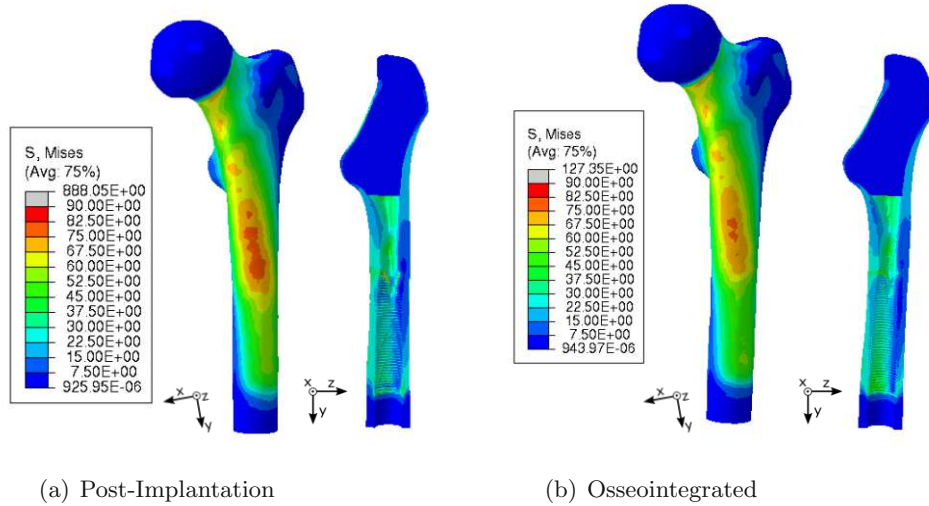 S, Mises
(Avg: 75%)
888.05E+00
90.00E+00
82.50E+00
75.00E+00
67.50E+00
60.00E+00
52.50E+00
45.00E+00
37.50E+00
30.00E+00
22.50E+00
15.00E+00
7.50E+00
925.95E-06
x
z
y
x
z
y
S, Mises
(Avg: 75%)
127.35E+00
90.00E+00
82.50E+00
75.00E+00
67.50E+00
60.00E+00
52.50E+00
45.00E+00
37.50E+00
30.00E+00
22.50E+00
15.00E+00
7.50E+00
943.97E-06
x
z
y
x
z
y
(a) Post-Implantation
(b) Osseointegrated